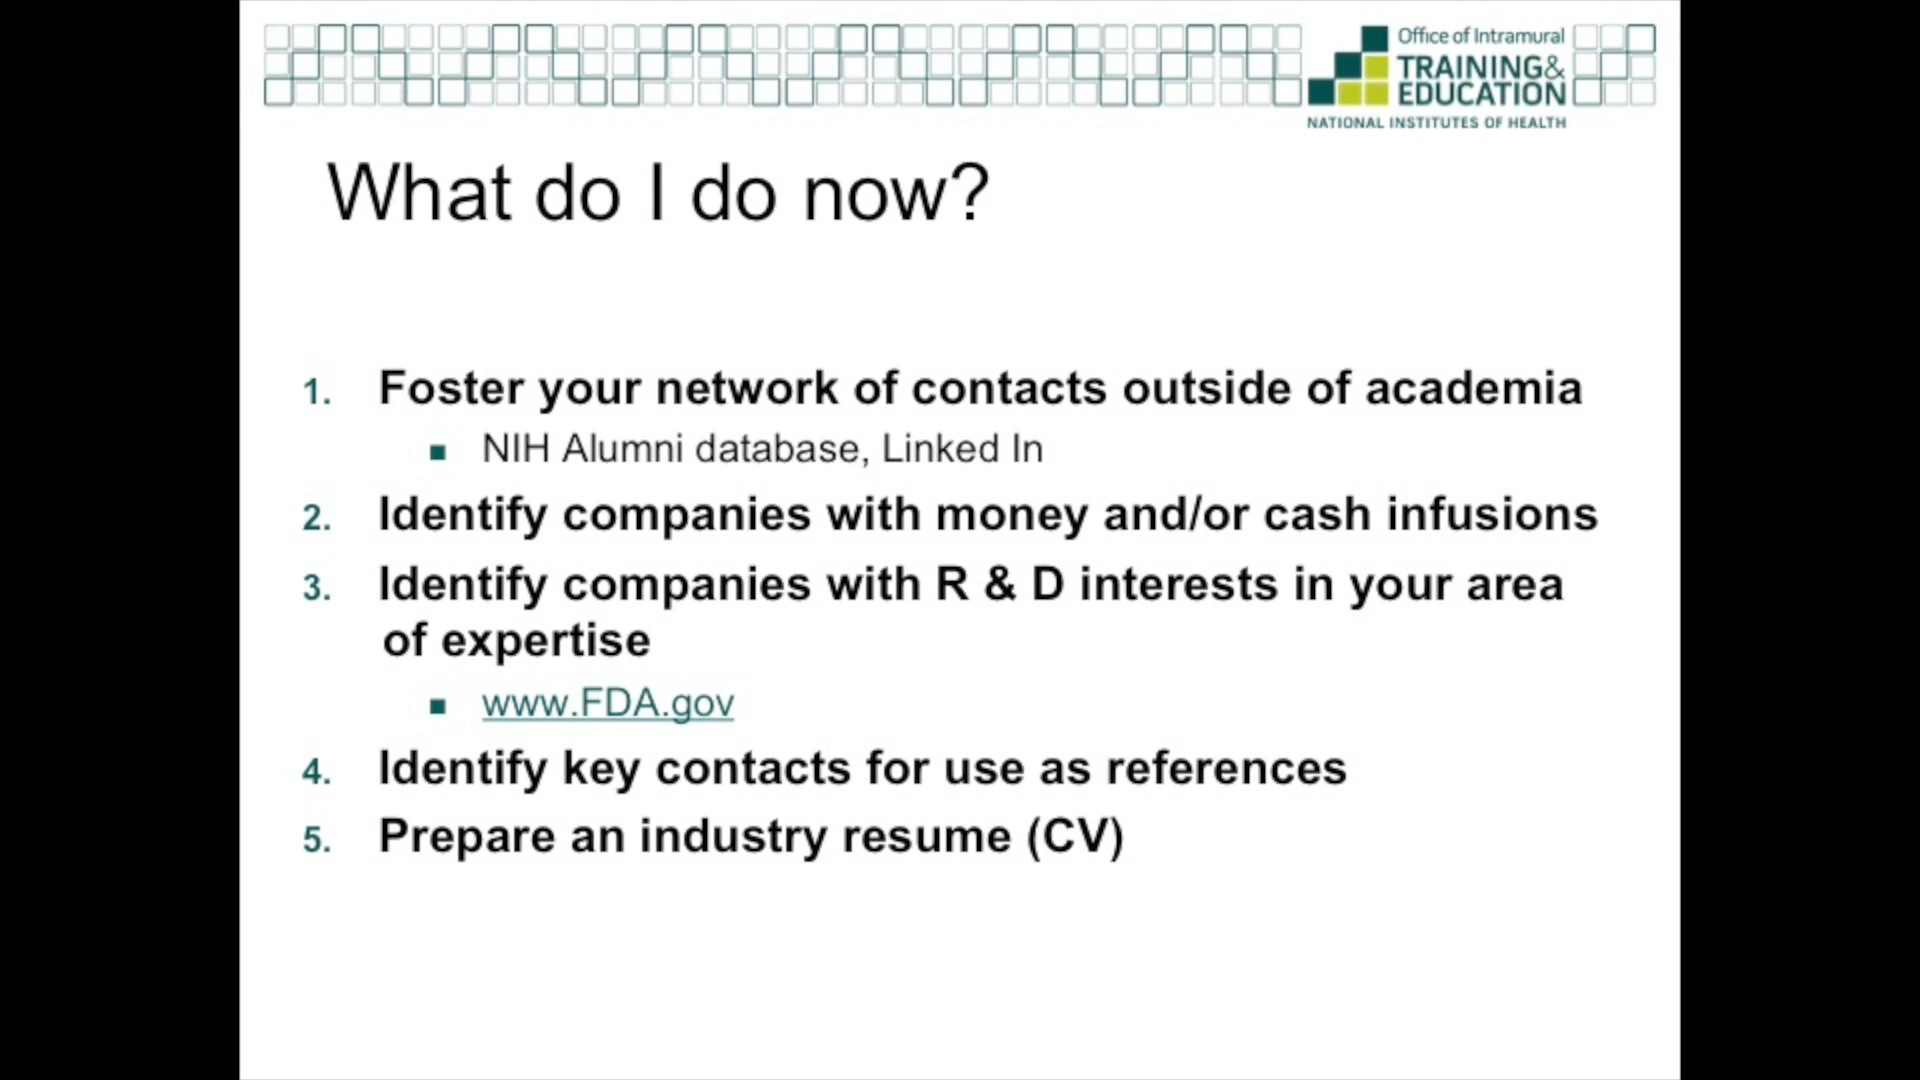 Office of Intramural
TRAINING&
EDUCATION
NATIONAL INSTITUTES OF HEALTH
What do I do now?
1. Foster your network of contacts outside of academia
■ NIH Alumni database, Linked In
2. Identify companies with money and/or cash infusions
3. Identify companies with R & D interests in your area
of expertise
■ www.FDA.gov
4. Identify key contacts for use as references
5. Prepare an industry resume (CV)